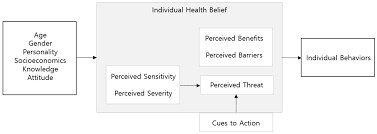 Individual Health Belief
Age
Gender
Personality
Socioeconomics
Knowledge
Attitude
Perceived Benefits
Perceived Barriers
Perceived Sensitivity
Perceived Severity
Perceived Threat
Individual Behaviors
Cues to Action